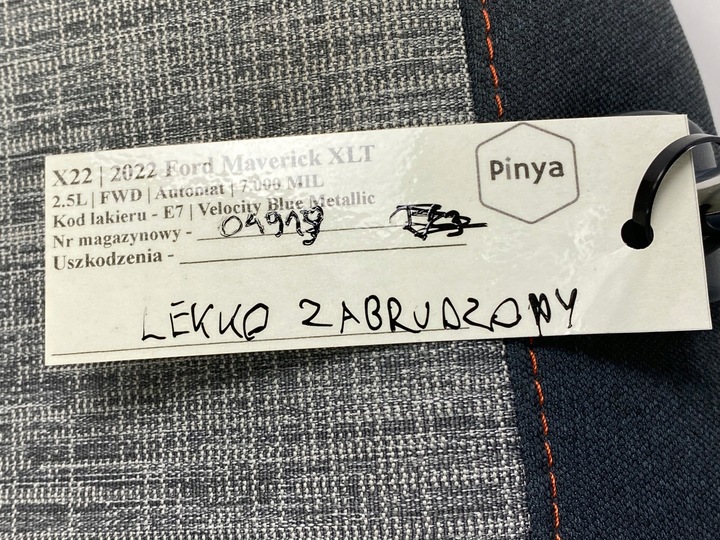 X22 | 2022 Ford Maverick XLT
2.5L | FWD | Automat | 7.000 MIL
Kod lakieru - E7 | Velocity Blue Metallic
Nr magazynowy -
Uszkodzenia -
LEKKO ZABRUDZONY
Pinya